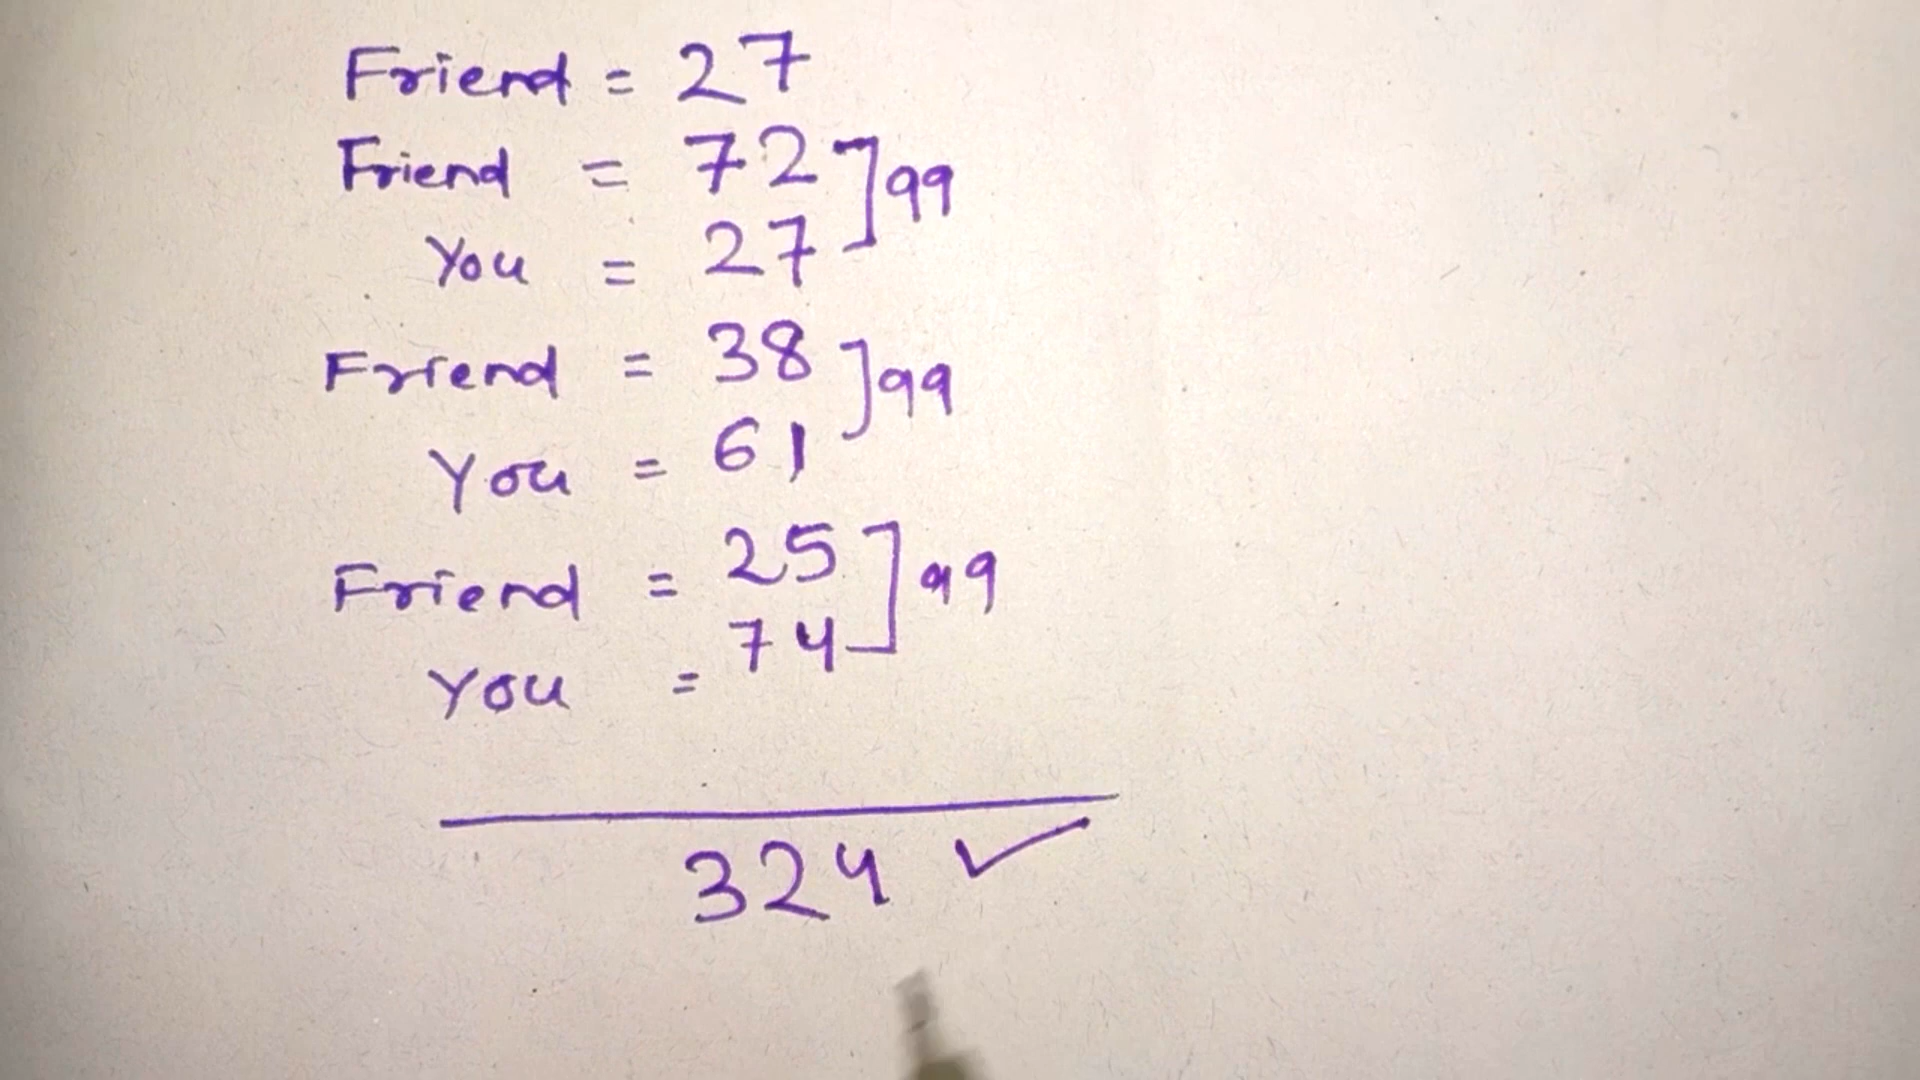 Friend = 27
Friend = 72 ] 99
You = 27
Friend = 38 ] 99
You = 61
Friend = 25 ] 99
You = 74
324 ✓